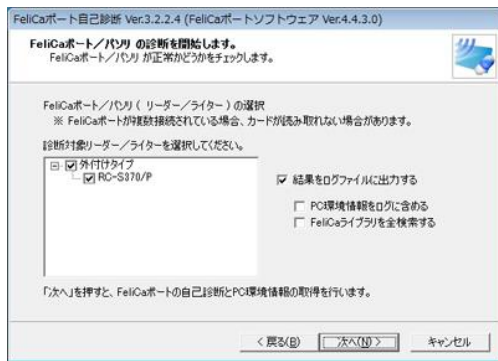 FeliCaポート自己診断 Ver.3.2.2.4 (FeliCaポートソフトウェア Ver.4.4.3.0)
FeliCaポート／パソリ の診断を開始します。
FeliCaポート／パソリ が正常かどうかをチェックします。
FeliCaポート／パソリ ( リーダー／ライター ) の選択
※ FeliCaポートが複数接続されている場合、カードが読み取れない場合があります。
診断対象リーダー／ライターを選択してください。
外付けタイプ
RC-S370/P
結果をログファイルに出力する
PC環境情報をログに含める
FeliCaライブラリを全検索する
「次へ」を押すと、FeliCaポートの自己診断とPC環境情報の取得を行います。
< 戻る(B)
次へ(N) >
キャンセル